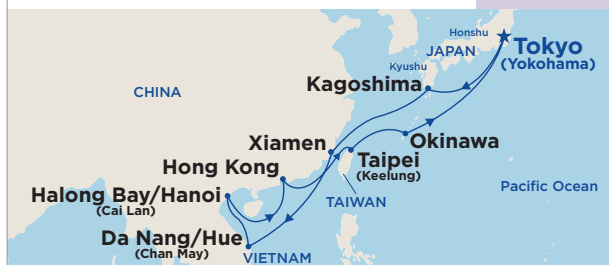 Honshu
JAPAN
Tokyo
(Yokohama)
Kyushu
Kagoshima
CHINA
Xiamen
Okinawa
Hong Kong
Taipei
(Keelung)
Halong Bay/Hanoi
(Cai Lan)
TAIWAN
Pacific Ocean
Da Nang/Hue
(Chan May)
VIETNAM